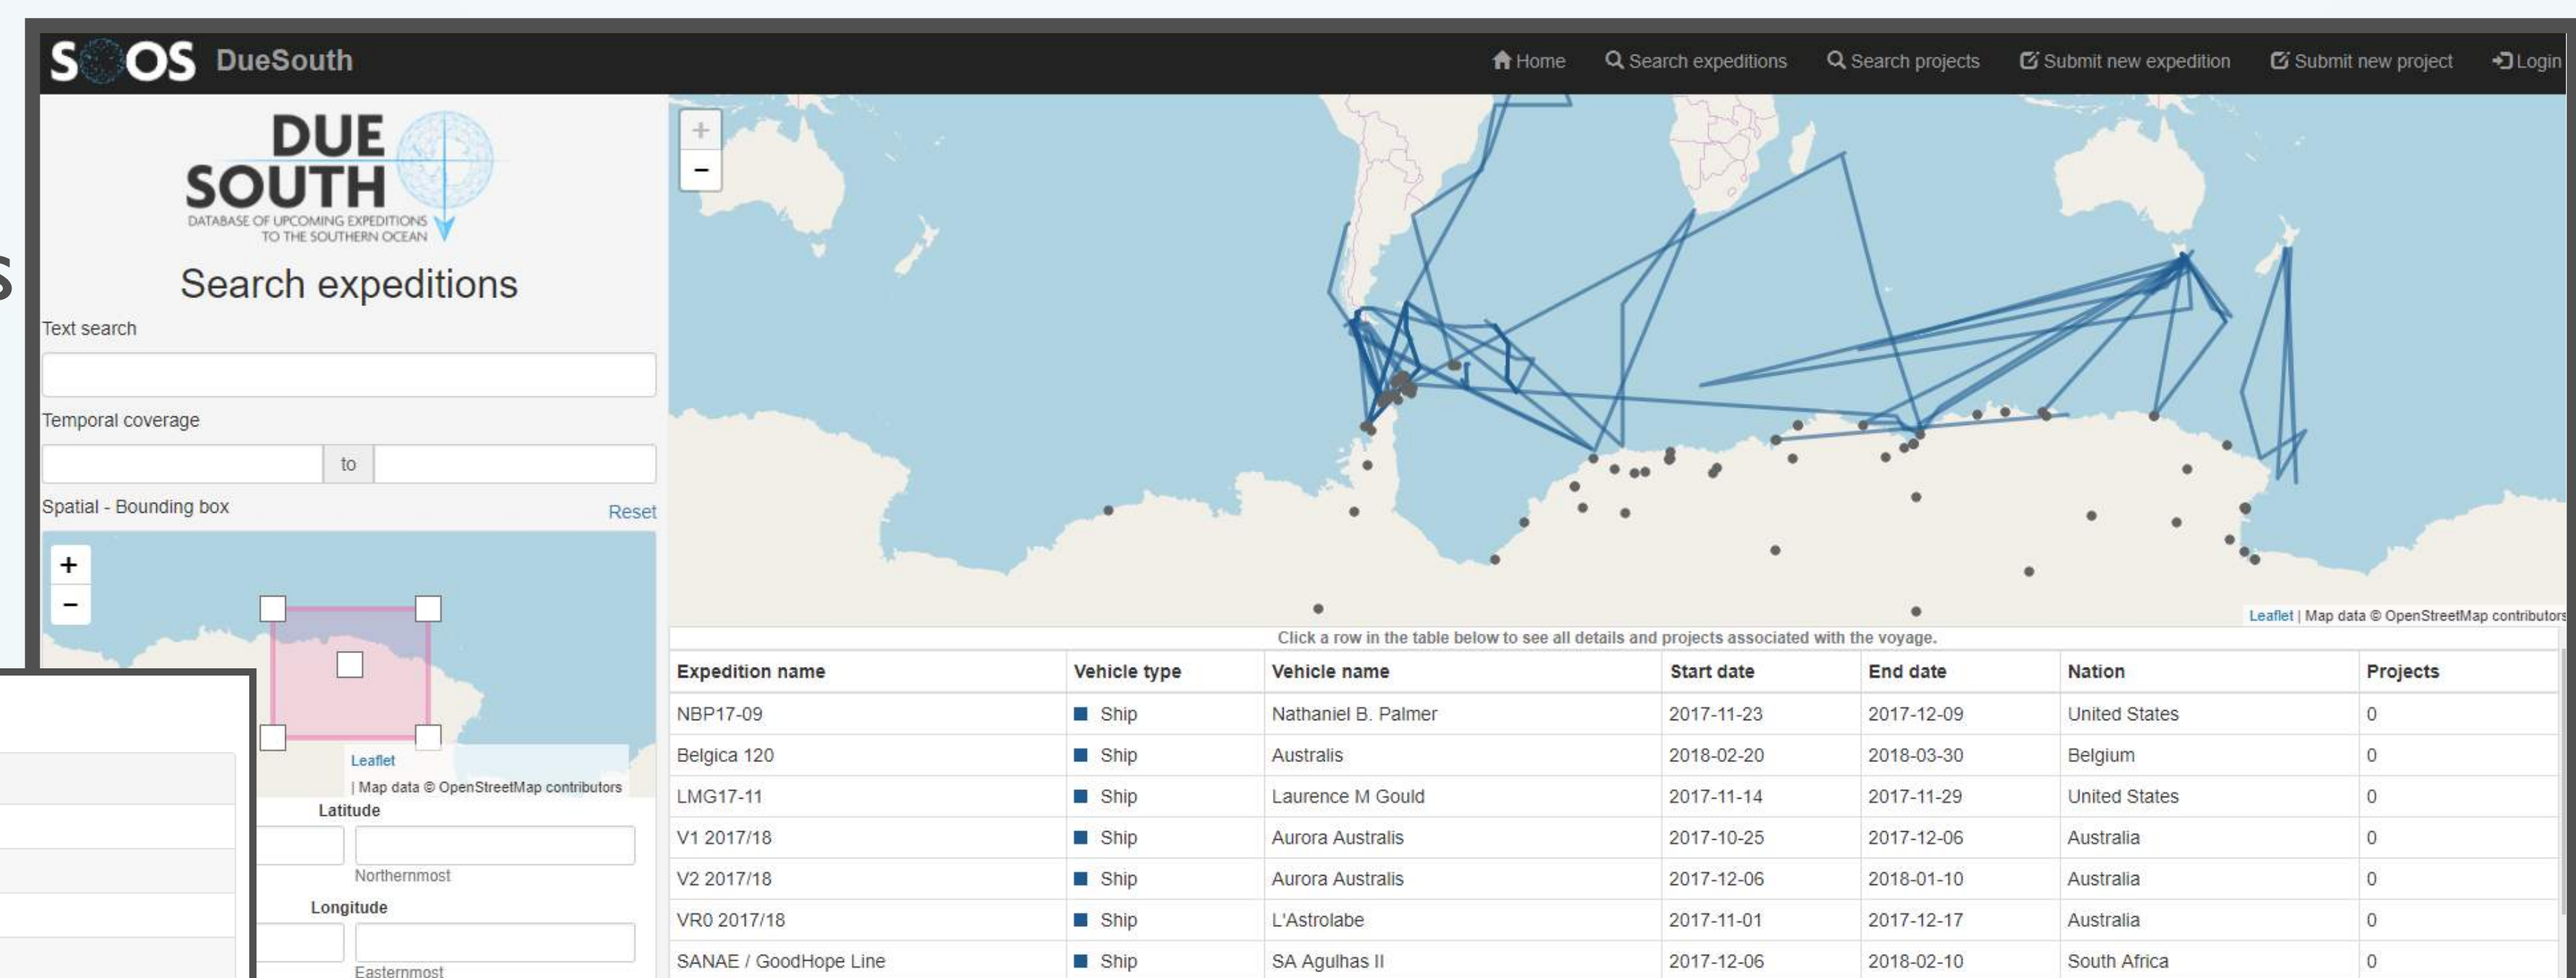 SOOS DueSouth
Home Search expeditions Search projects Submit new expedition Submit new project Login
DUE
SOUTH
DATABASE OF UPCOMING EXPEDITIONS
TO THE SOUTHERN OCEAN
Search expeditions
s
Text search
Temporal coverage
to
Spatial - Bounding box Reset
+
−
Leaflet
| Map data © OpenStreetMap contributors
Latitude
Northernmost
Longitude
Easternmost
+
−
Leaflet | Map data © OpenStreetMap contributors
Click a row in the table below to see all details and projects associated with the voyage.
Expedition name Vehicle type Vehicle name Start date End date Nation Projects
NBP17-09 Ship Nathaniel B. Palmer 2017-11-23 2017-12-09 United States 0
Belgica 120 Ship Australis 2018-02-20 2018-03-30 Belgium 0
LMG17-11 Ship Laurence M Gould 2017-11-14 2017-11-29 United States 0
V1 2017/18 Ship Aurora Australis 2017-10-25 2017-12-06 Australia 0
V2 2017/18 Ship Aurora Australis 2017-12-06 2018-01-10 Australia 0
VR0 2017/18 Ship L'Astrolabe 2017-11-01 2017-12-17 Australia 0
SANAE / GoodHope Line Ship SA Agulhas II 2017-12-06 2018-02-10 South Africa 0